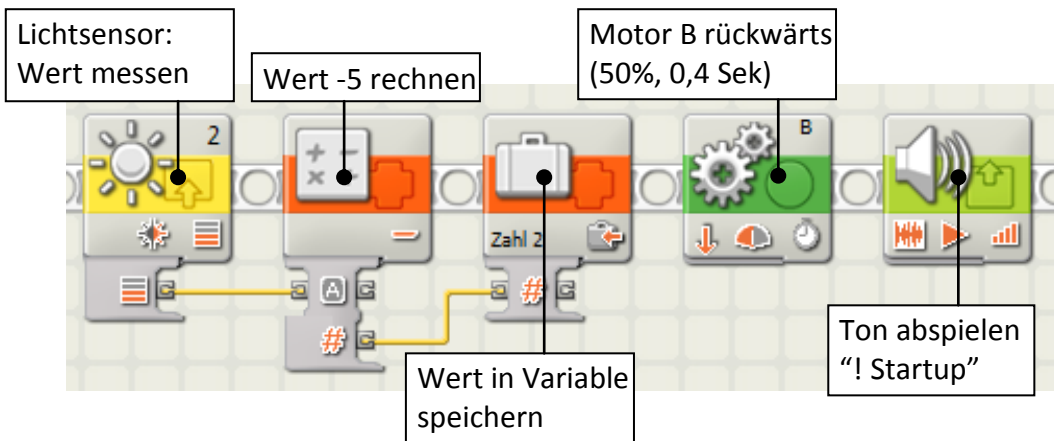 Lichtsensor:
Wert messen
Wert -5 rechnen
Motor B rückwärts
(50%, 0,4 Sek)
2
B
Zahl 2
A
#
#
Wert in Variable
speichern
Ton abspielen
“! Startup”